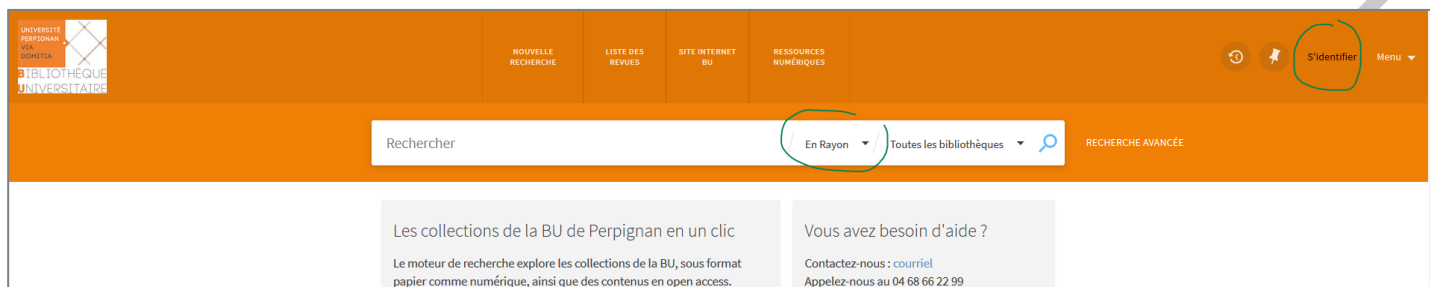 UNIVERSITÉ
PERPIGNAN
VIA
DOMITIA
BIBLIOTHÈQUE
UNIVERSITAIRE
NOUVELLE
RECHERCHE
LISTE DES
REVUES
SITE INTERNET
BU
RESSOURCES
NUMÉRIQUES
S'identifier
Menu
Rechercher
En Rayon
Toutes les bibliothèques
RECHERCHE AVANCÉE
Les collections de la BU de Perpignan en un clic
Le moteur de recherche explore les collections de la BU, sous format
papier comme numérique, ainsi que des contenus en open access.
Vous avez besoin d'aide ?
Contactez-nous : courriel
Appelez-nous au 04 68 66 22 99